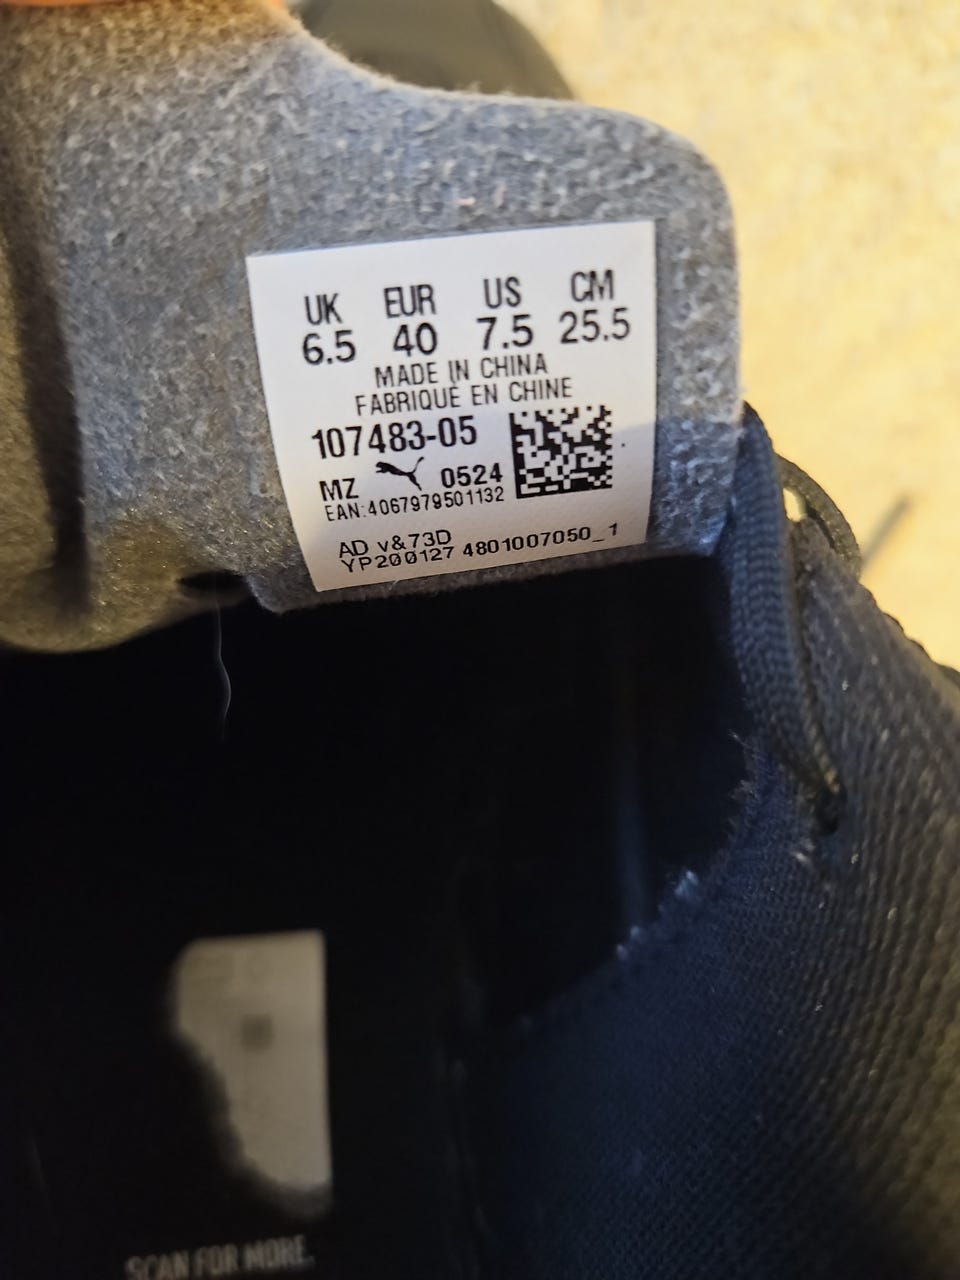 UK EUR US CM
6.5 40 7.5 25.5
MADE IN CHINA
FABRIQUÉ EN CHINE
107483-05
MZ 0524
EAN:4067979501132
AD v&73D
YP200127 4801007050_1
SCAN FOR MORE.